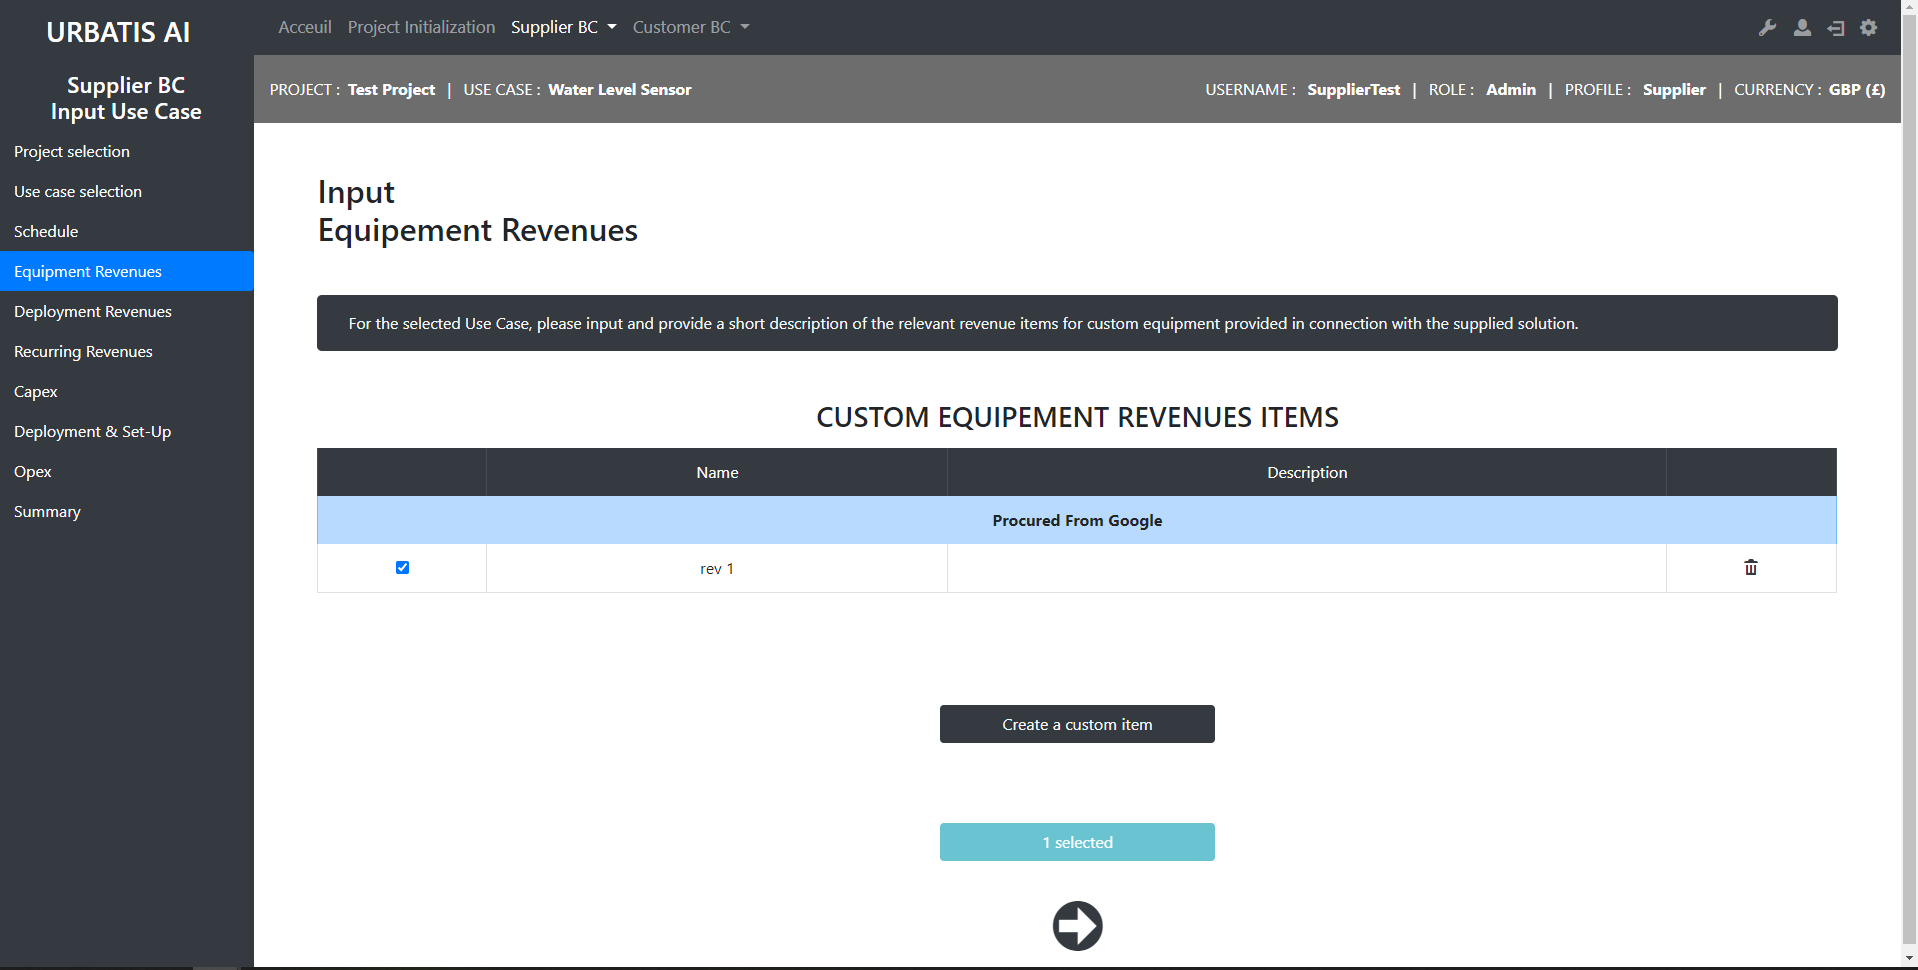 URBATIS AI
Acceuil Project Initialization Supplier BC Customer BC
Supplier BC
Input Use Case
Project selection
Use case selection
Schedule
Equipment Revenues
Deployment Revenues
Recurring Revenues
Capex
Deployment & Set-Up
Opex
Summary
PROJECT : Test Project | USE CASE : Water Level Sensor
USERNAME : SupplierTest | ROLE : Admin | PROFILE : Supplier | CURRENCY : GBP (£)
Input
Equipement Revenues
For the selected Use Case, please input and provide a short description of the relevant revenue items for custom equipment provided in connection with the supplied solution.
CUSTOM EQUIPEMENT REVENUES ITEMS
Name Description
Procured From Google
rev 1
Create a custom item
1 selected